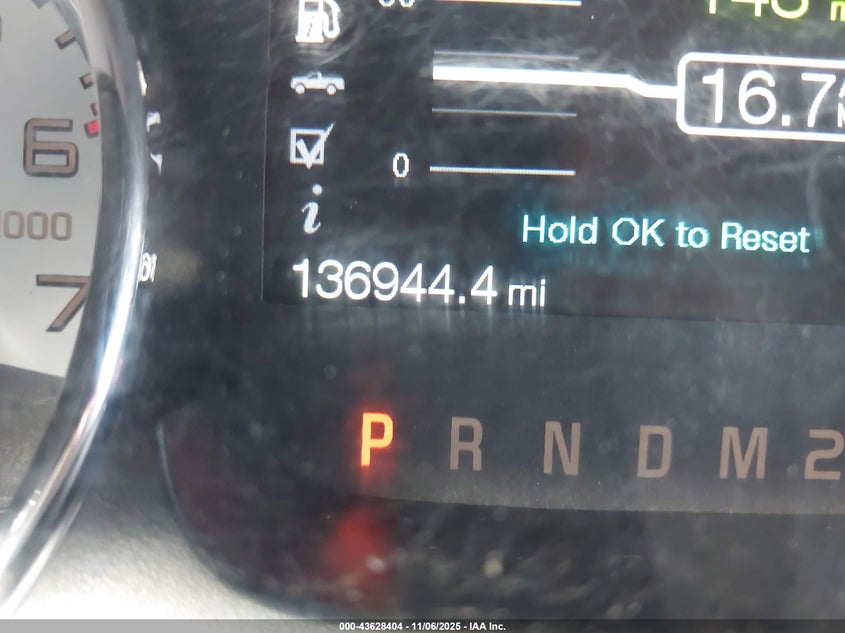 0
16.7
6
Hold OK to Reset
7
136944.4 mi
P R N D M 2
000-43628404 - 11/06/2025 - IAA Inc.